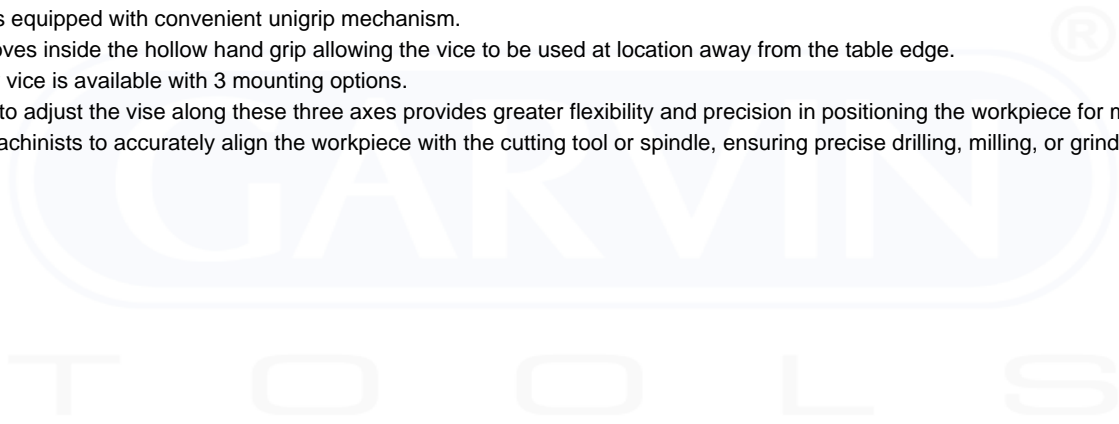 s equipped with convenient unigrip mechanism.
oves inside the hollow hand grip allowing the vice to be used at location away from the table edge.
vice is available with 3 mounting options.
to adjust the vise along these three axes provides greater flexibility and precision in positioning the workpiece for m
achinists to accurately align the workpiece with the cutting tool or spindle, ensuring precise drilling, milling, or grind
GARVIN
®
TOOLS